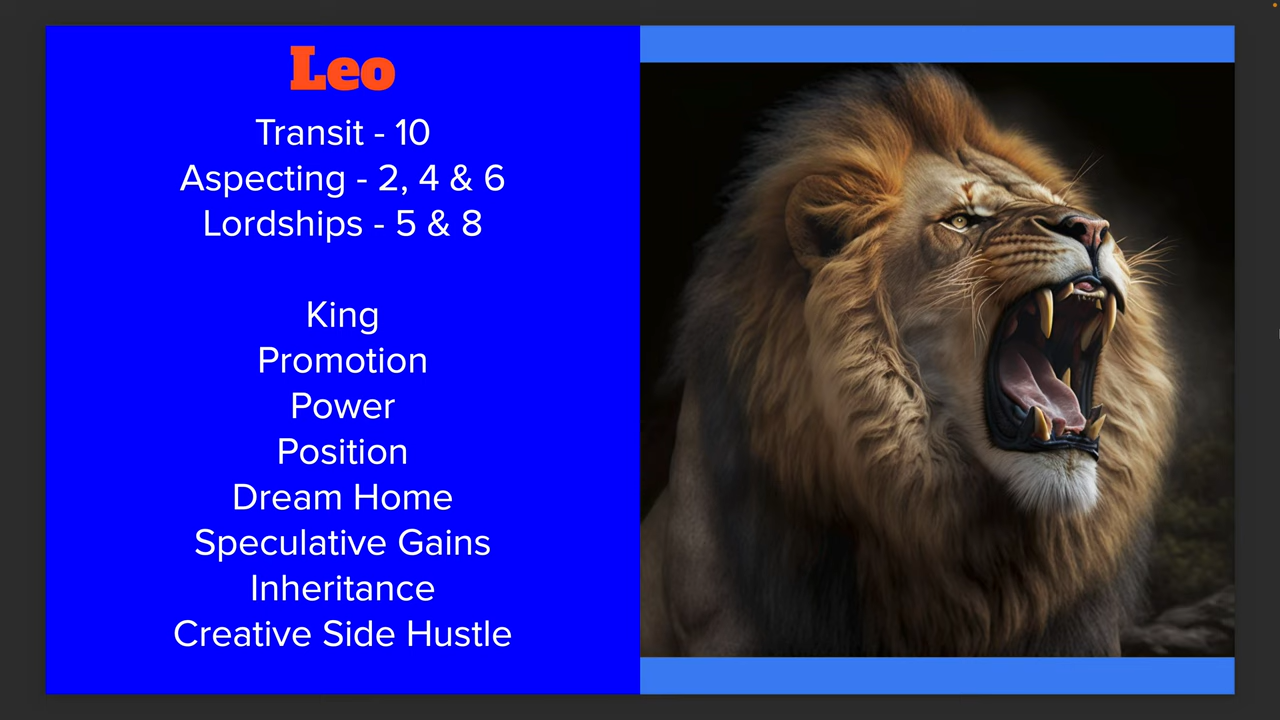 Leo
Transit - 10
Aspecting - 2, 4 & 6
Lordships - 5 & 8
King
Promotion
Power
Position
Dream Home
Speculative Gains
Inheritance
Creative Side Hustle